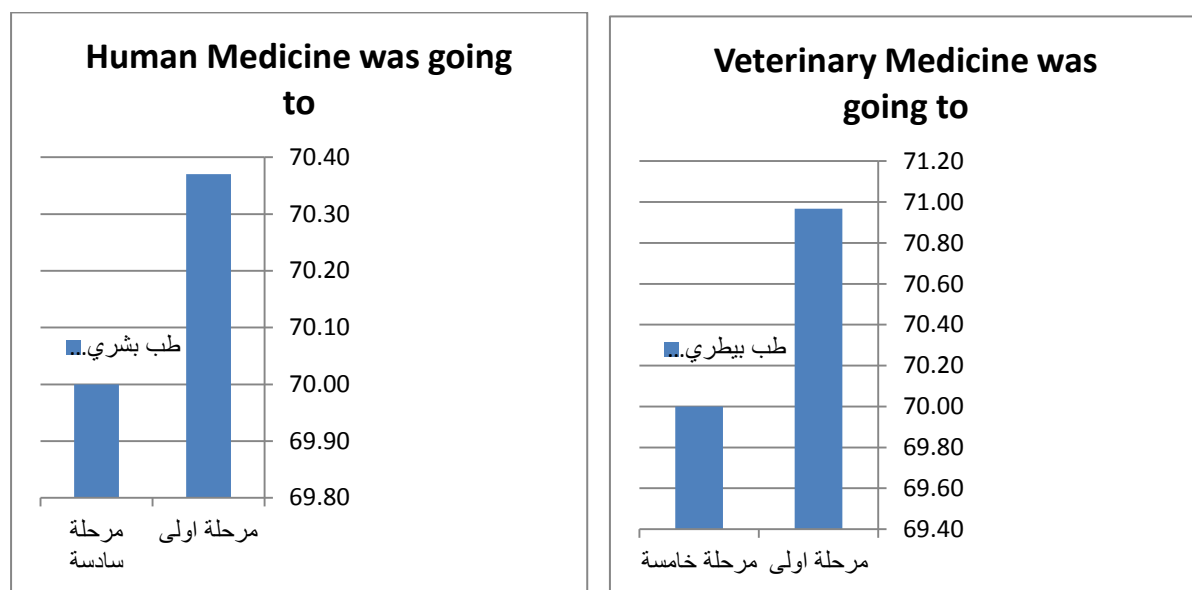 Human Medicine was going
to
70.40
70.30
70.20
70.10
70.00
69.90
69.80
طب بشري...
مرحلة اولى
مرحلة
سادسة
Veterinary Medicine was
going to
71.20
71.00
70.80
70.60
70.40
70.20
70.00
69.80
69.60
69.40
طب بيطري...
مرحلة اولى
مرحلة خامسة